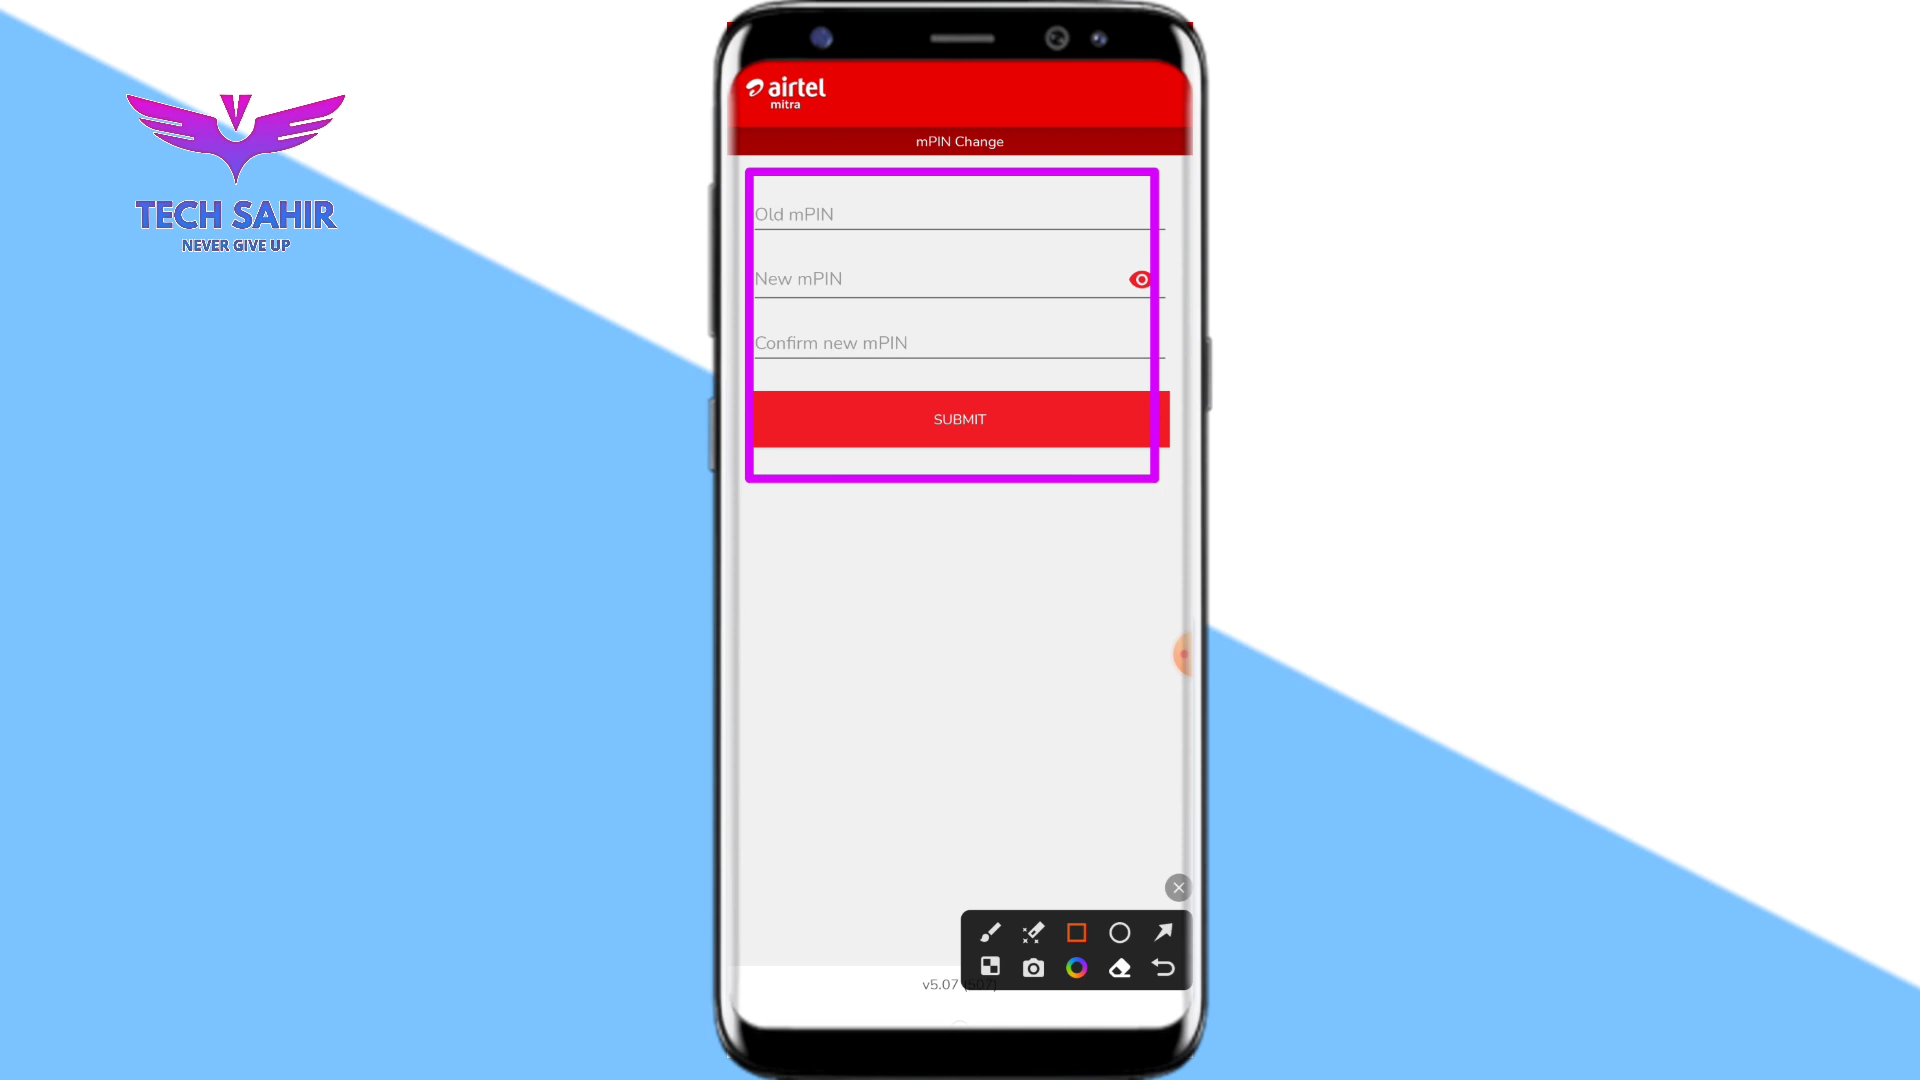 TECH SAHIR
NEVER GIVE UP
airtel
mitra
mPIN Change
Old mPIN
New mPIN
Confirm new mPIN
SUBMIT
v5.07 (507)